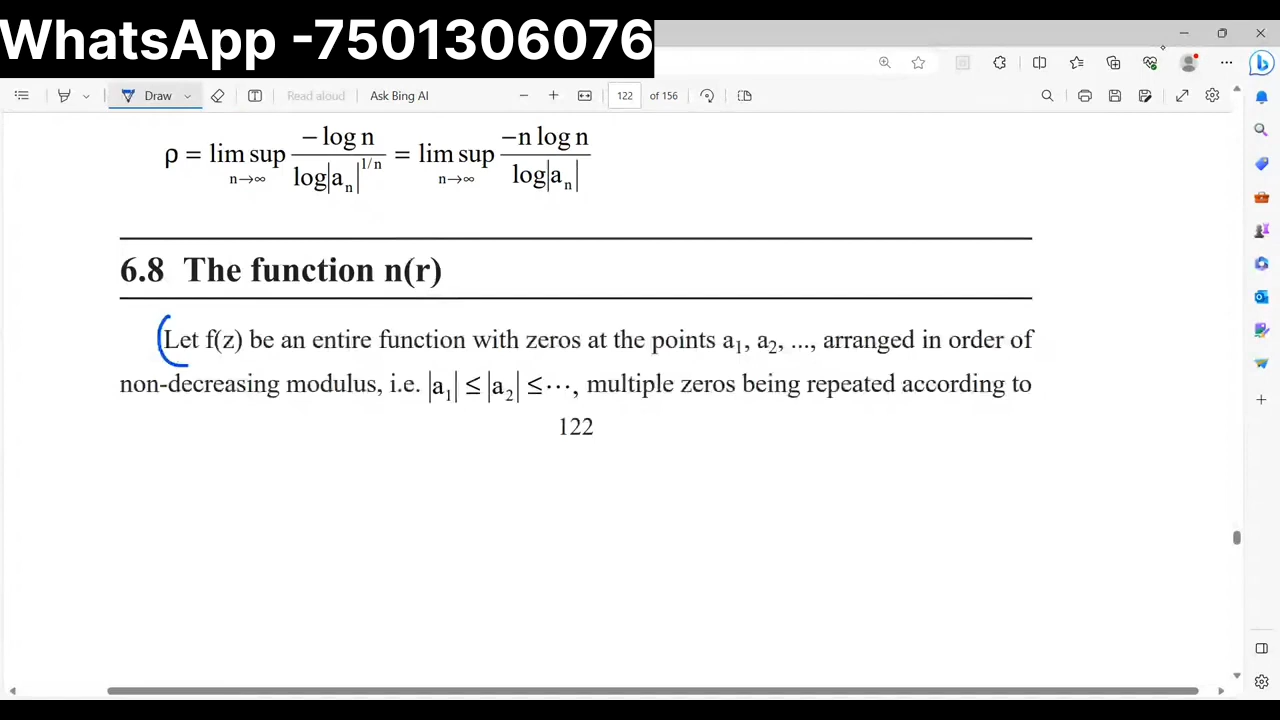 WhatsApp -7501306076
Draw
Read aloud
Ask Bing AI
122 of 156
ρ = lim sup n→∞ − log n / log|aₙ|^1/n = lim sup n→∞ −n log n / log|aₙ|
6.8 The function n(r)
Let f(z) be an entire function with zeros at the points a₁, a₂, ..., arranged in order of
non-decreasing modulus, i.e. |a₁| ≤ |a₂| ≤ ⋯, multiple zeros being repeated according to
122